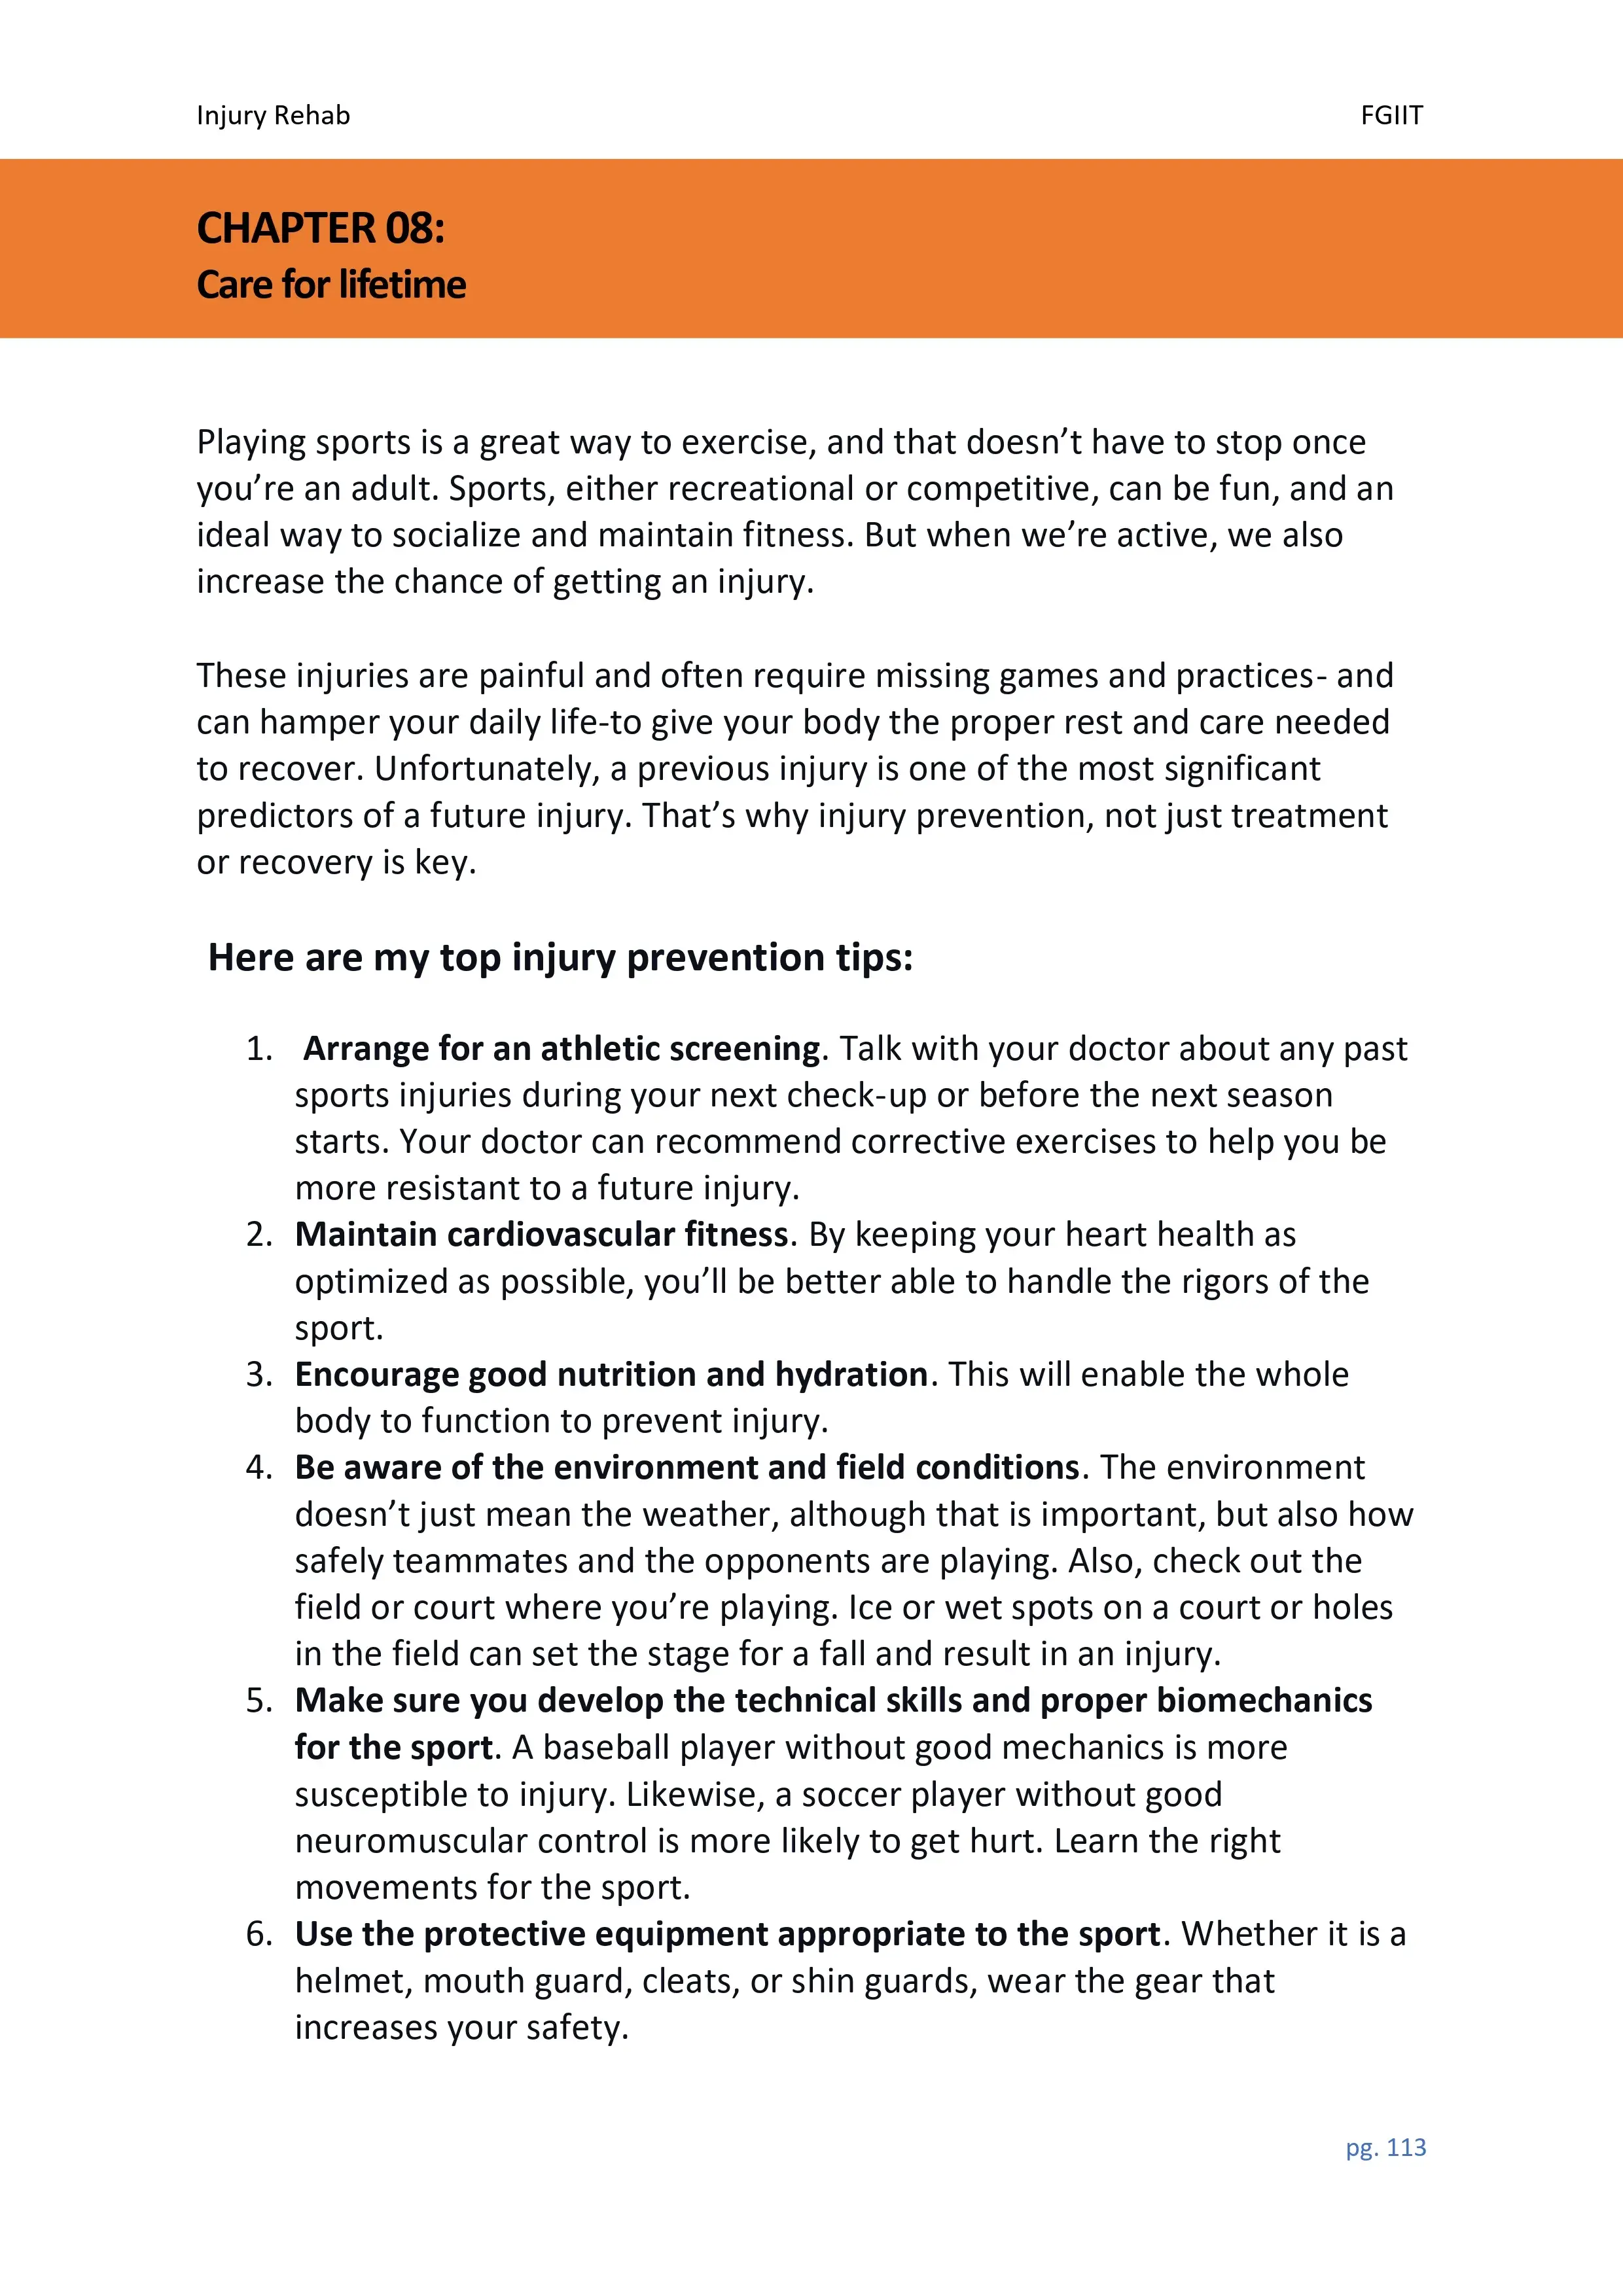 Injury Rehab FGIIT
CHAPTER 08:
Care for lifetime
Playing sports is a great way to exercise, and that doesn’t have to stop once
you’re an adult. Sports, either recreational or competitive, can be fun, and an
ideal way to socialize and maintain fitness. But when we’re active, we also
increase the chance of getting an injury.
These injuries are painful and often require missing games and practices- and
can hamper your daily life-to give your body the proper rest and care needed
to recover. Unfortunately, a previous injury is one of the most significant
predictors of a future injury. That’s why injury prevention, not just treatment
or recovery is key.
Here are my top injury prevention tips:
1. Arrange for an athletic screening. Talk with your doctor about any past
sports injuries during your next check-up or before the next season
starts. Your doctor can recommend corrective exercises to help you be
more resistant to a future injury.
2. Maintain cardiovascular fitness. By keeping your heart health as
optimized as possible, you’ll be better able to handle the rigors of the
sport.
3. Encourage good nutrition and hydration. This will enable the whole
body to function to prevent injury.
4. Be aware of the environment and field conditions. The environment
doesn’t just mean the weather, although that is important, but also how
safely teammates and the opponents are playing. Also, check out the
field or court where you’re playing. Ice or wet spots on a court or holes
in the field can set the stage for a fall and result in an injury.
5. Make sure you develop the technical skills and proper biomechanics
for the sport. A baseball player without good mechanics is more
susceptible to injury. Likewise, a soccer player without good
neuromuscular control is more likely to get hurt. Learn the right
movements for the sport.
6. Use the protective equipment appropriate to the sport. Whether it is a
helmet, mouth guard, cleats, or shin guards, wear the gear that
increases your safety.
pg. 113